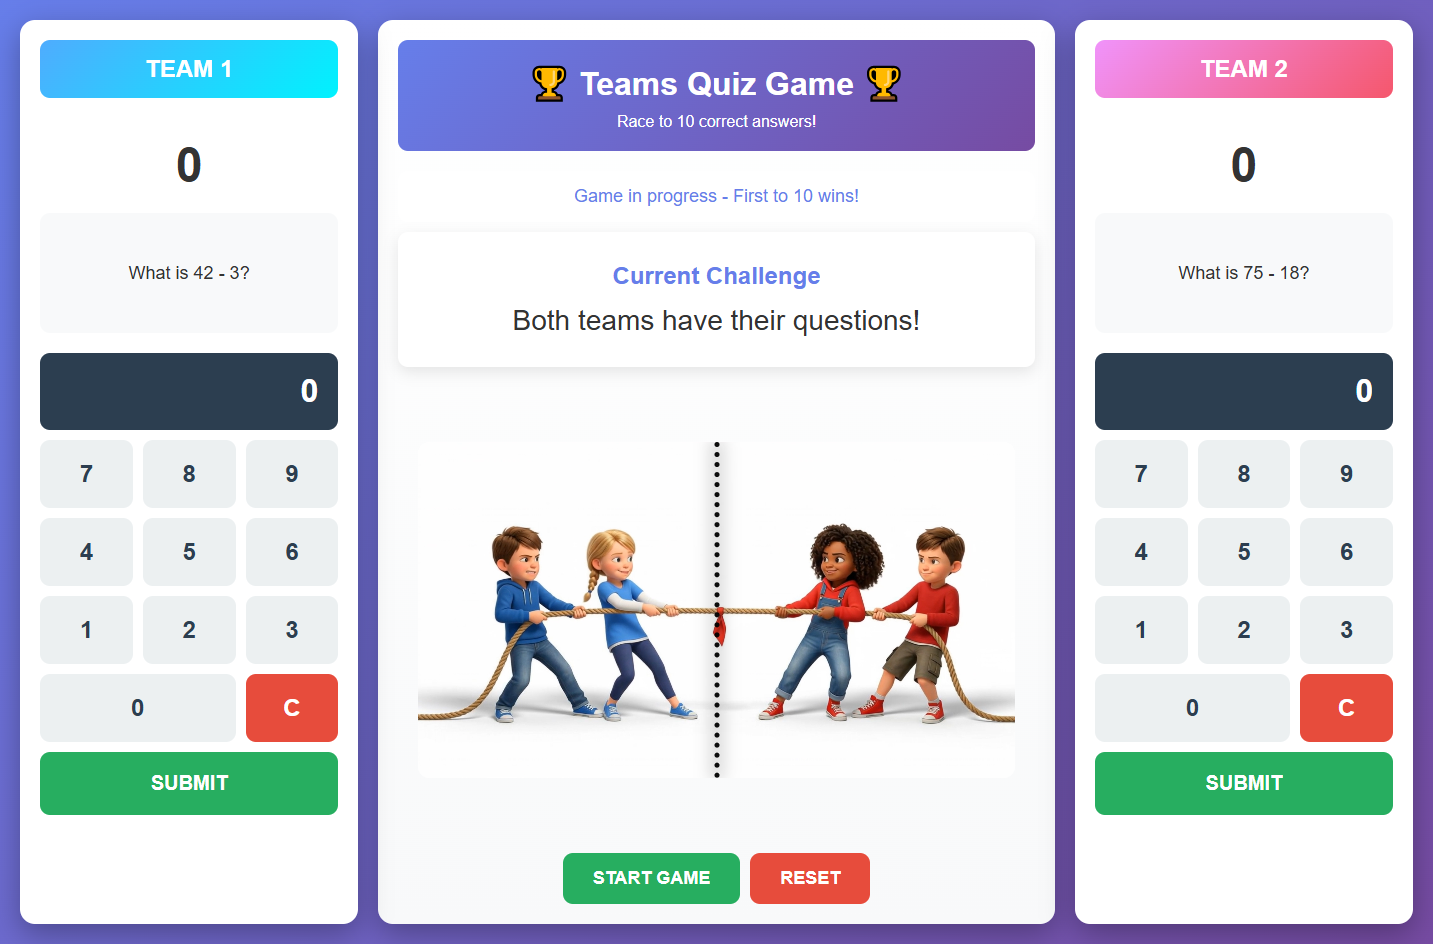 TEAM 1
0
What is 42 - 3?
0
7 8 9
4 5 6
1 2 3
0 C
SUBMIT
🏆 Teams Quiz Game 🏆
Race to 10 correct answers!
Game in progress - First to 10 wins!
Current Challenge
Both teams have their questions!
START GAME RESET
TEAM 2
0
What is 75 - 18?
0
7 8 9
4 5 6
1 2 3
0 C
SUBMIT